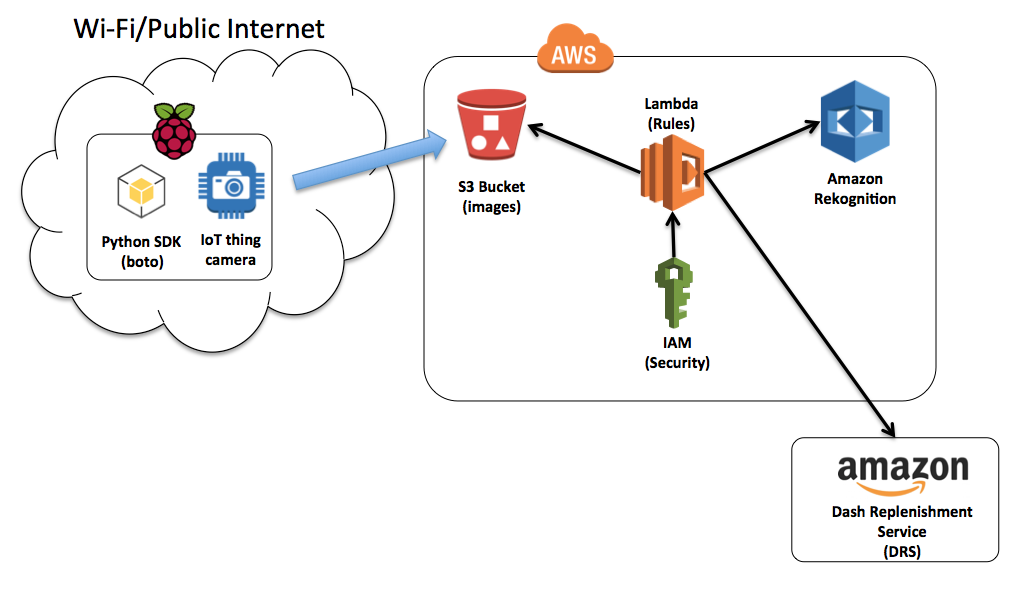 Wi-Fi/Public Internet
Python SDK
(boto)
IoT thing
camera
AWS
S3 Bucket
(images)
Lambda
(Rules)
Amazon
Rekognition
IAM
(Security)
amazon
Dash Replenishment
Service
(DRS)